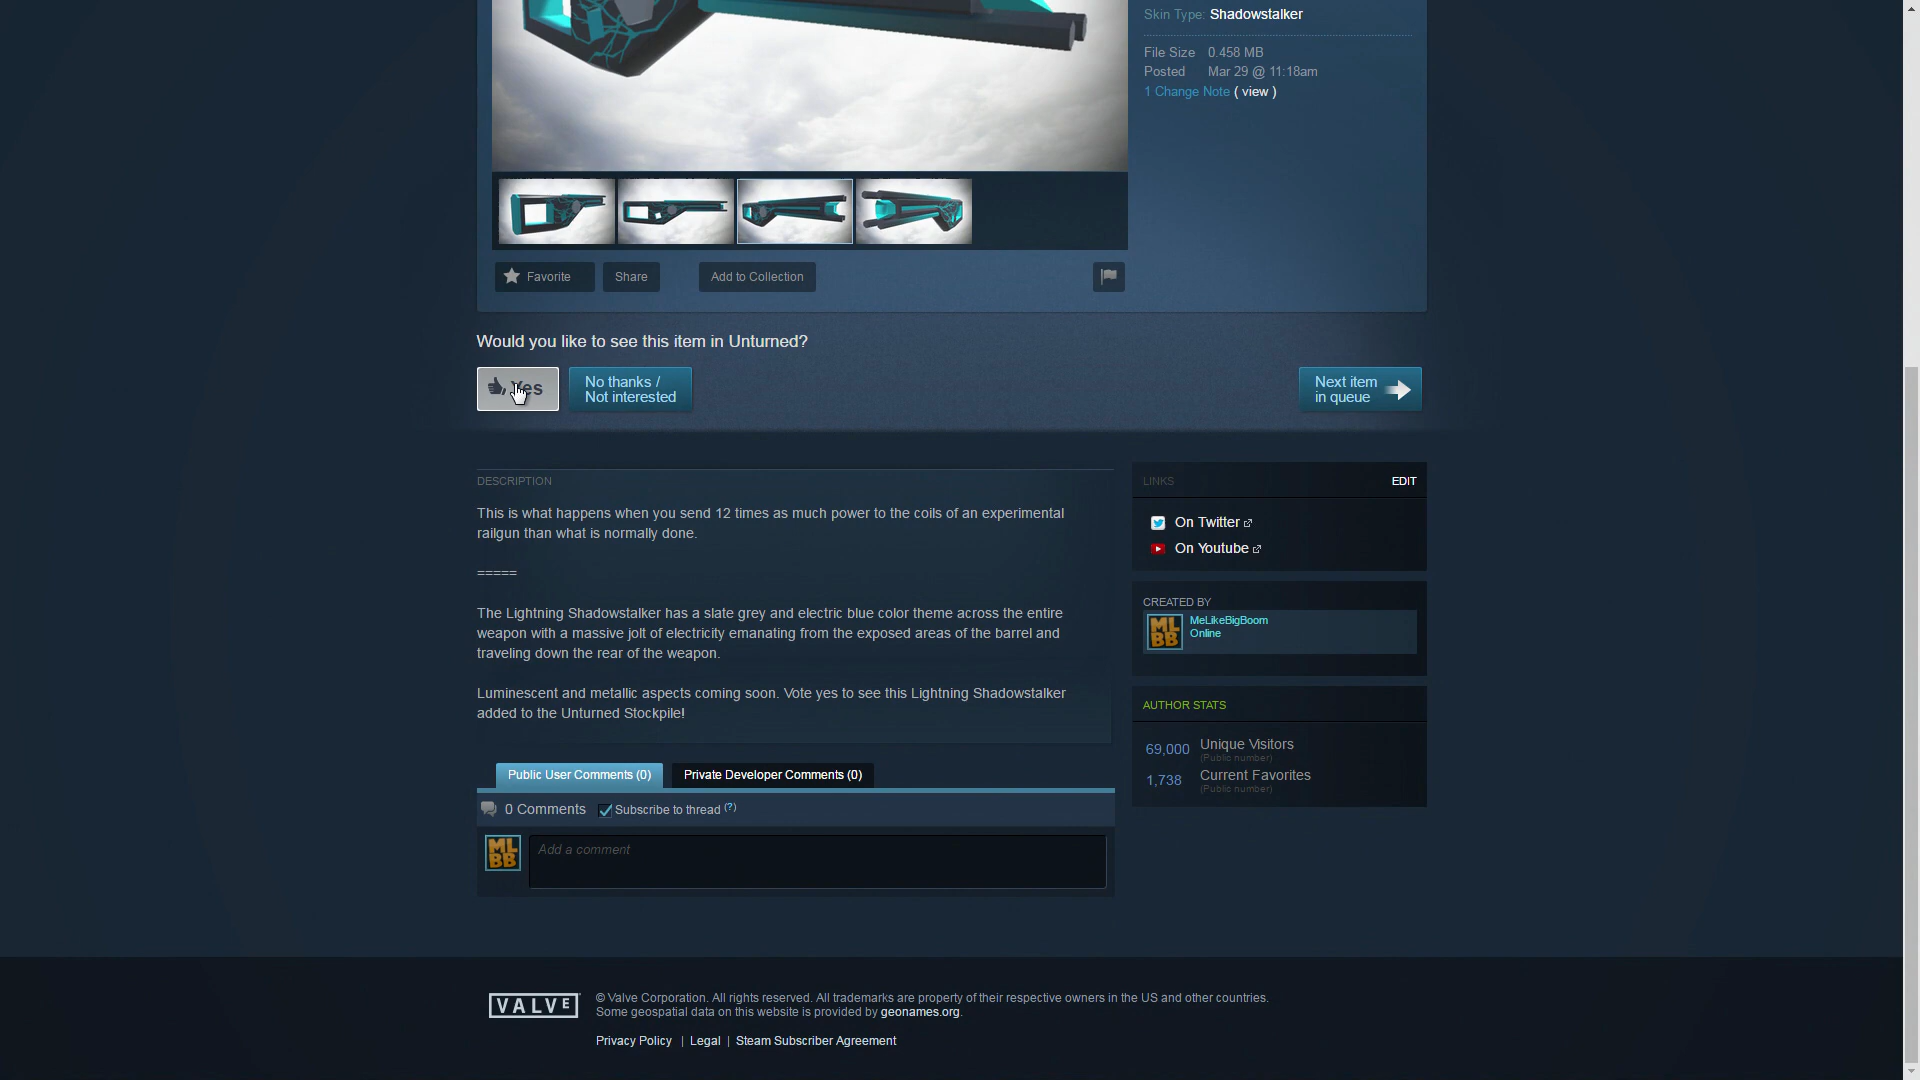 Skin Type: Shadowstalker
File Size 0.458 MB
Posted Mar 29 @ 11:18am
1 Change Note ( view )
Favorite
Share
Add to Collection
Would you like to see this item in Unturned?
Yes
No thanks /
Not interested
Next item
in queue
DESCRIPTION
This is what happens when you send 12 times as much power to the coils of an experimental
railgun than what is normally done.
=====
The Lightning Shadowstalker has a slate grey and electric blue color theme across the entire
weapon with a massive jolt of electricity emanating from the exposed areas of the barrel and
traveling down the rear of the weapon.
Luminescent and metallic aspects coming soon. Vote yes to see this Lightning Shadowstalker
added to the Unturned Stockpile!
LINKS
EDIT
On Twitter
On Youtube
CREATED BY
ML
BB
MeLikeBigBoom
Online
AUTHOR STATS
69,000 Unique Visitors
(Public number)
1,738 Current Favorites
(Public number)
Public User Comments (0)
Private Developer Comments (0)
0 Comments
Subscribe to thread (?)
ML
BB
Add a comment
VALVE
© Valve Corporation. All rights reserved. All trademarks are property of their respective owners in the US and other countries.
Some geospatial data on this website is provided by geonames.org.
Privacy Policy | Legal | Steam Subscriber Agreement